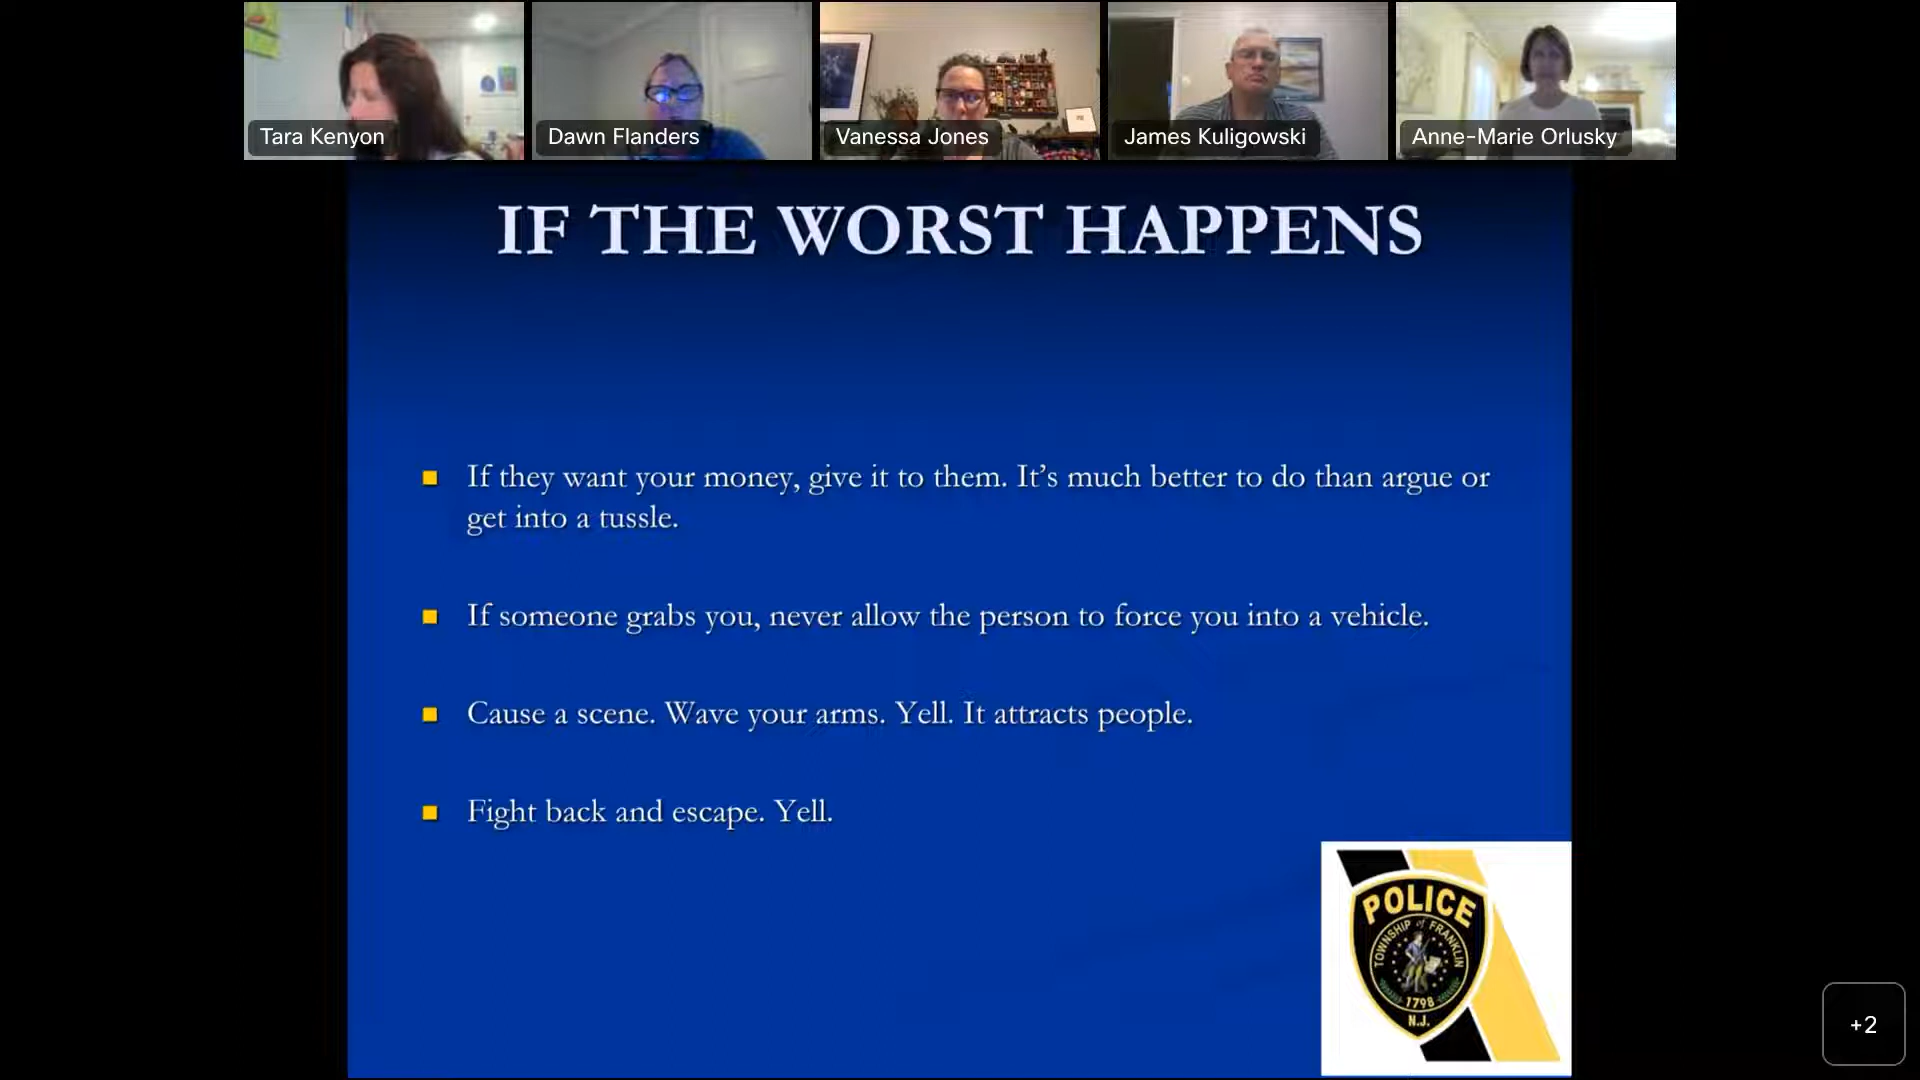 Tara Kenyon
Dawn Flanders
Vanessa Jones
James Kuligowski
Anne-Marie Orlusky
IF THE WORST HAPPENS
■ If they want your money, give it to them. It’s much better to do than argue or
get into a tussle.
■ If someone grabs you, never allow the person to force you into a vehicle.
■ Cause a scene. Wave your arms. Yell. It attracts people.
■ Fight back and escape. Yell.
POLICE
TOWNSHIP of FRANKLIN
1798
N.J.
+2